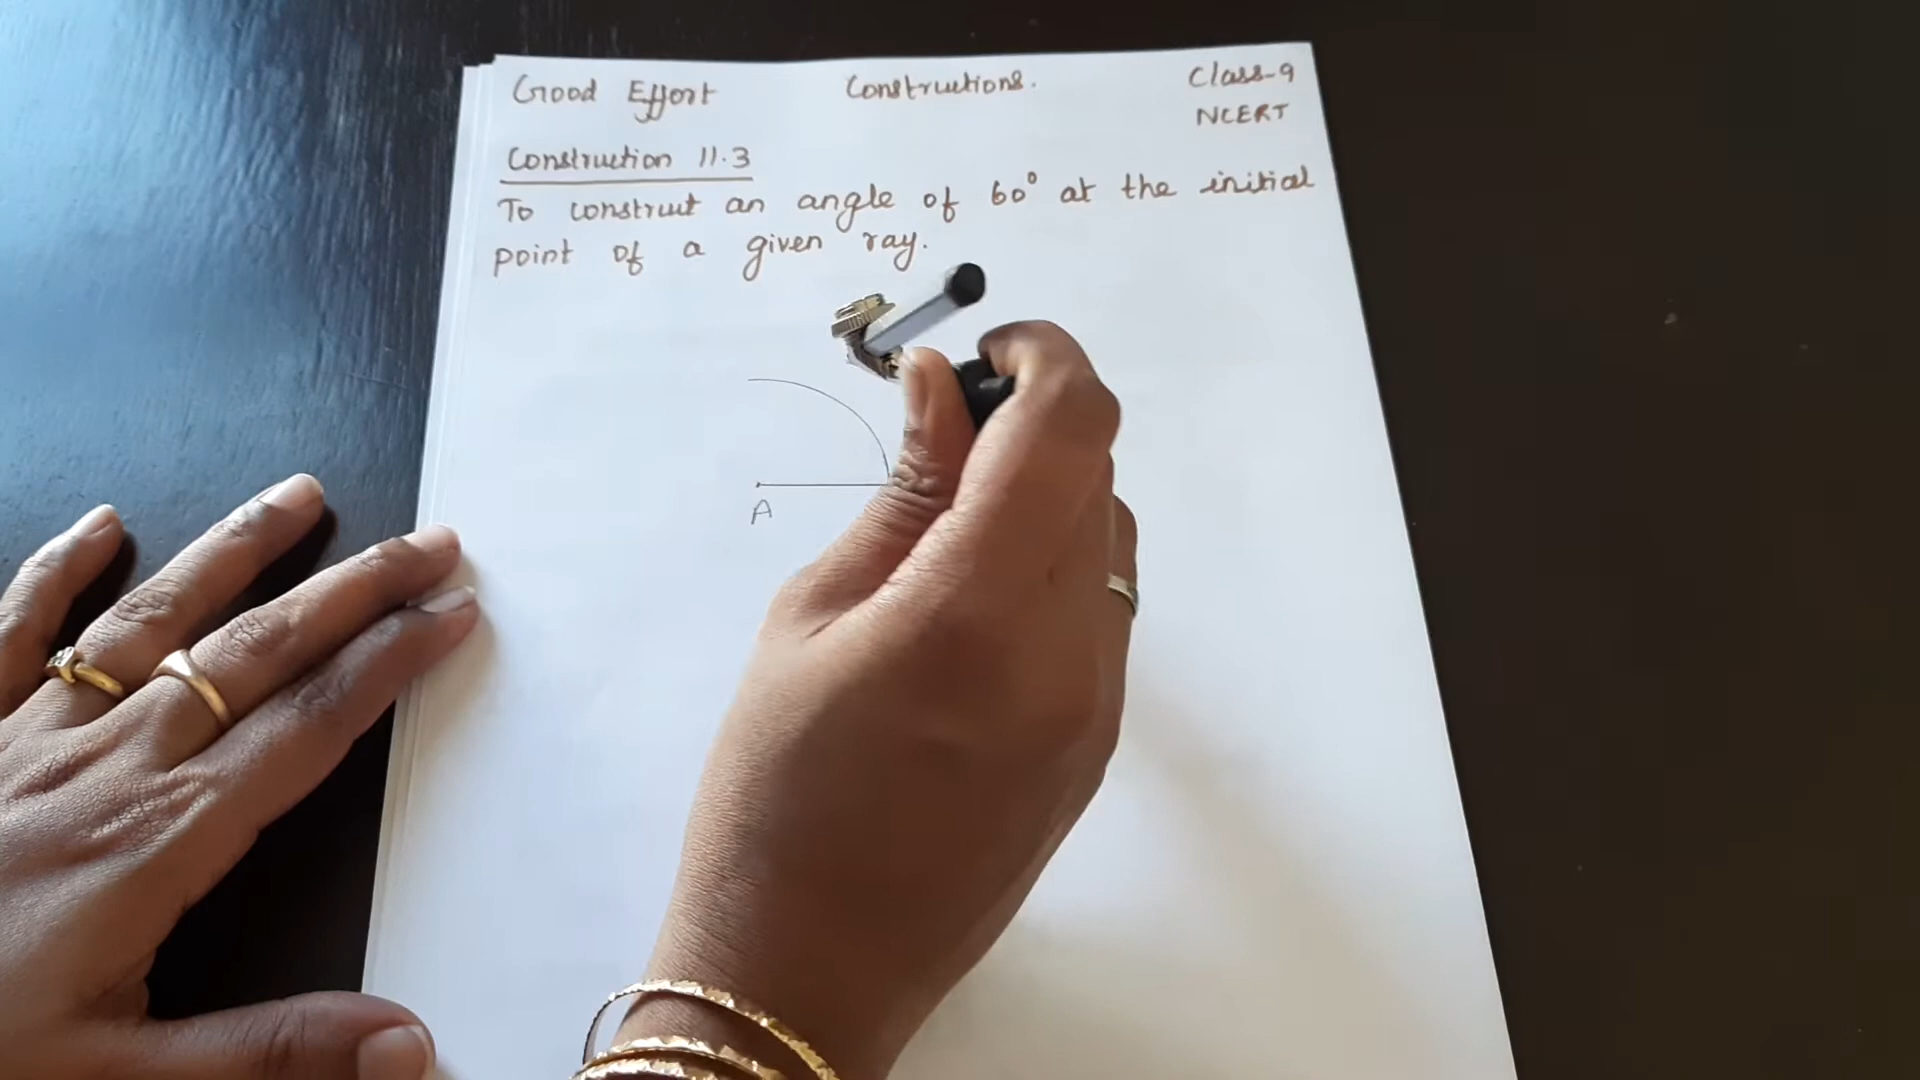 Good Effort Constructions. Class-9
NCERT
Construction 11.3
To construct an angle of 60° at the initial
point of a given ray.
A